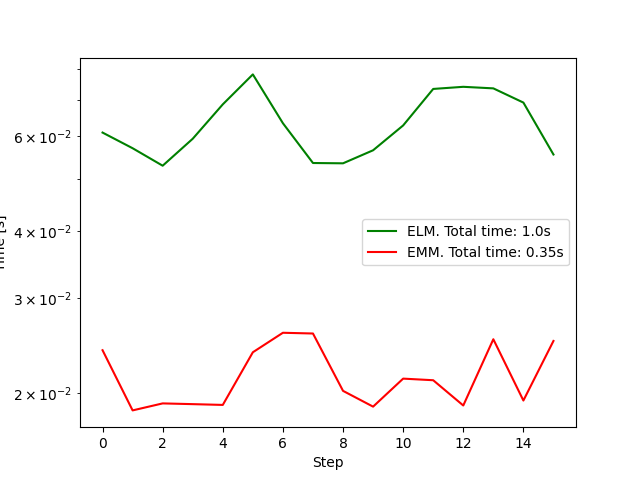 6 × 10⁻²
4 × 10⁻²
3 × 10⁻²
2 × 10⁻²
Time [s]
ELM. Total time: 1.0s
EMM. Total time: 0.35s
0 2 4 6 8 10 12 14
Step